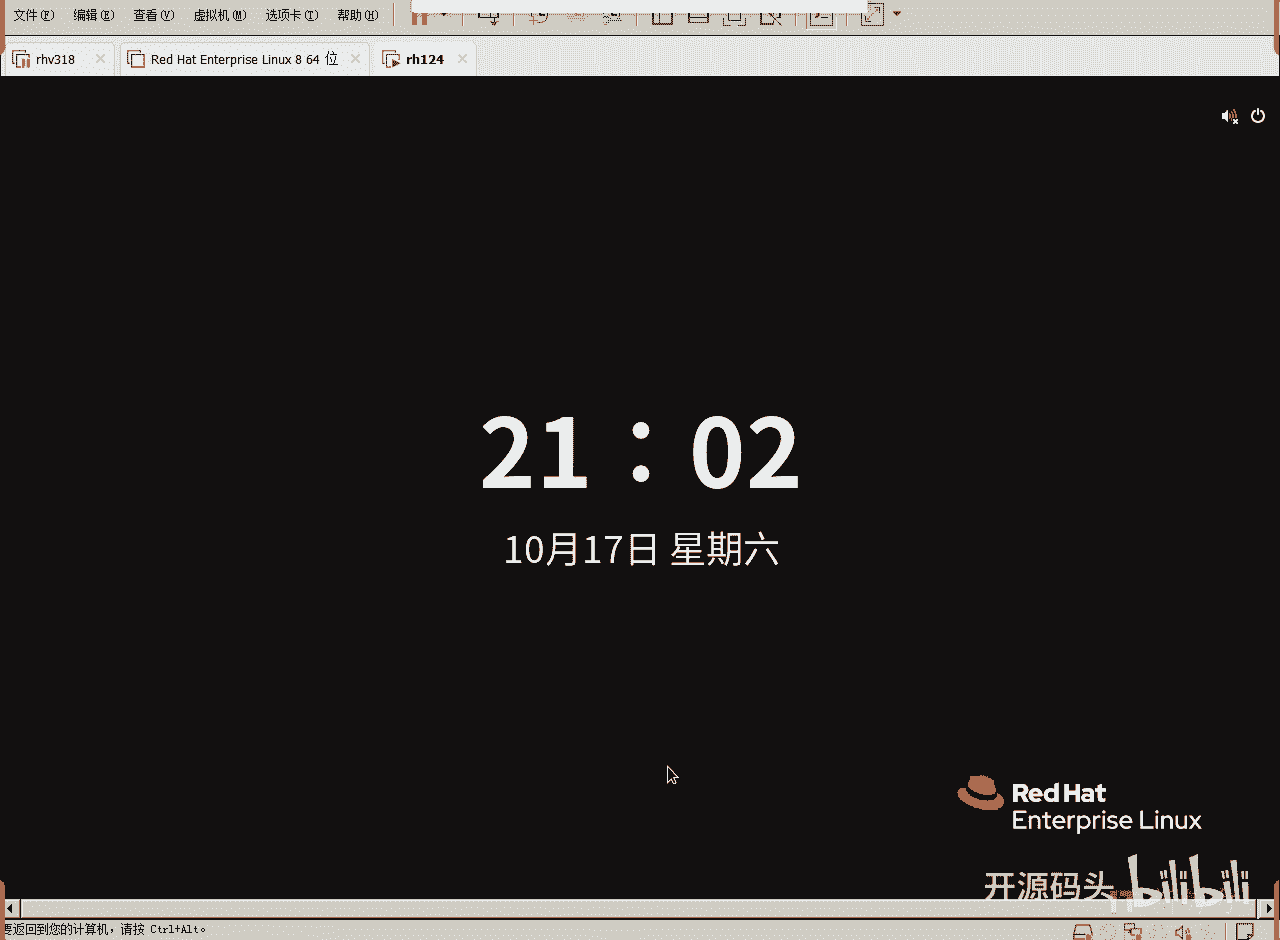 文件(F) 编辑(E) 查看(V) 虚拟机(M) 选项卡(T) 帮助(H)
rhv318 Red Hat Enterprise Linux 8 64 位 rh124
21：02
10月17日 星期六
Red Hat
Enterprise Linux
开源码头 bilibili
要返回到您的计算机，请按 Ctrl+Alt。